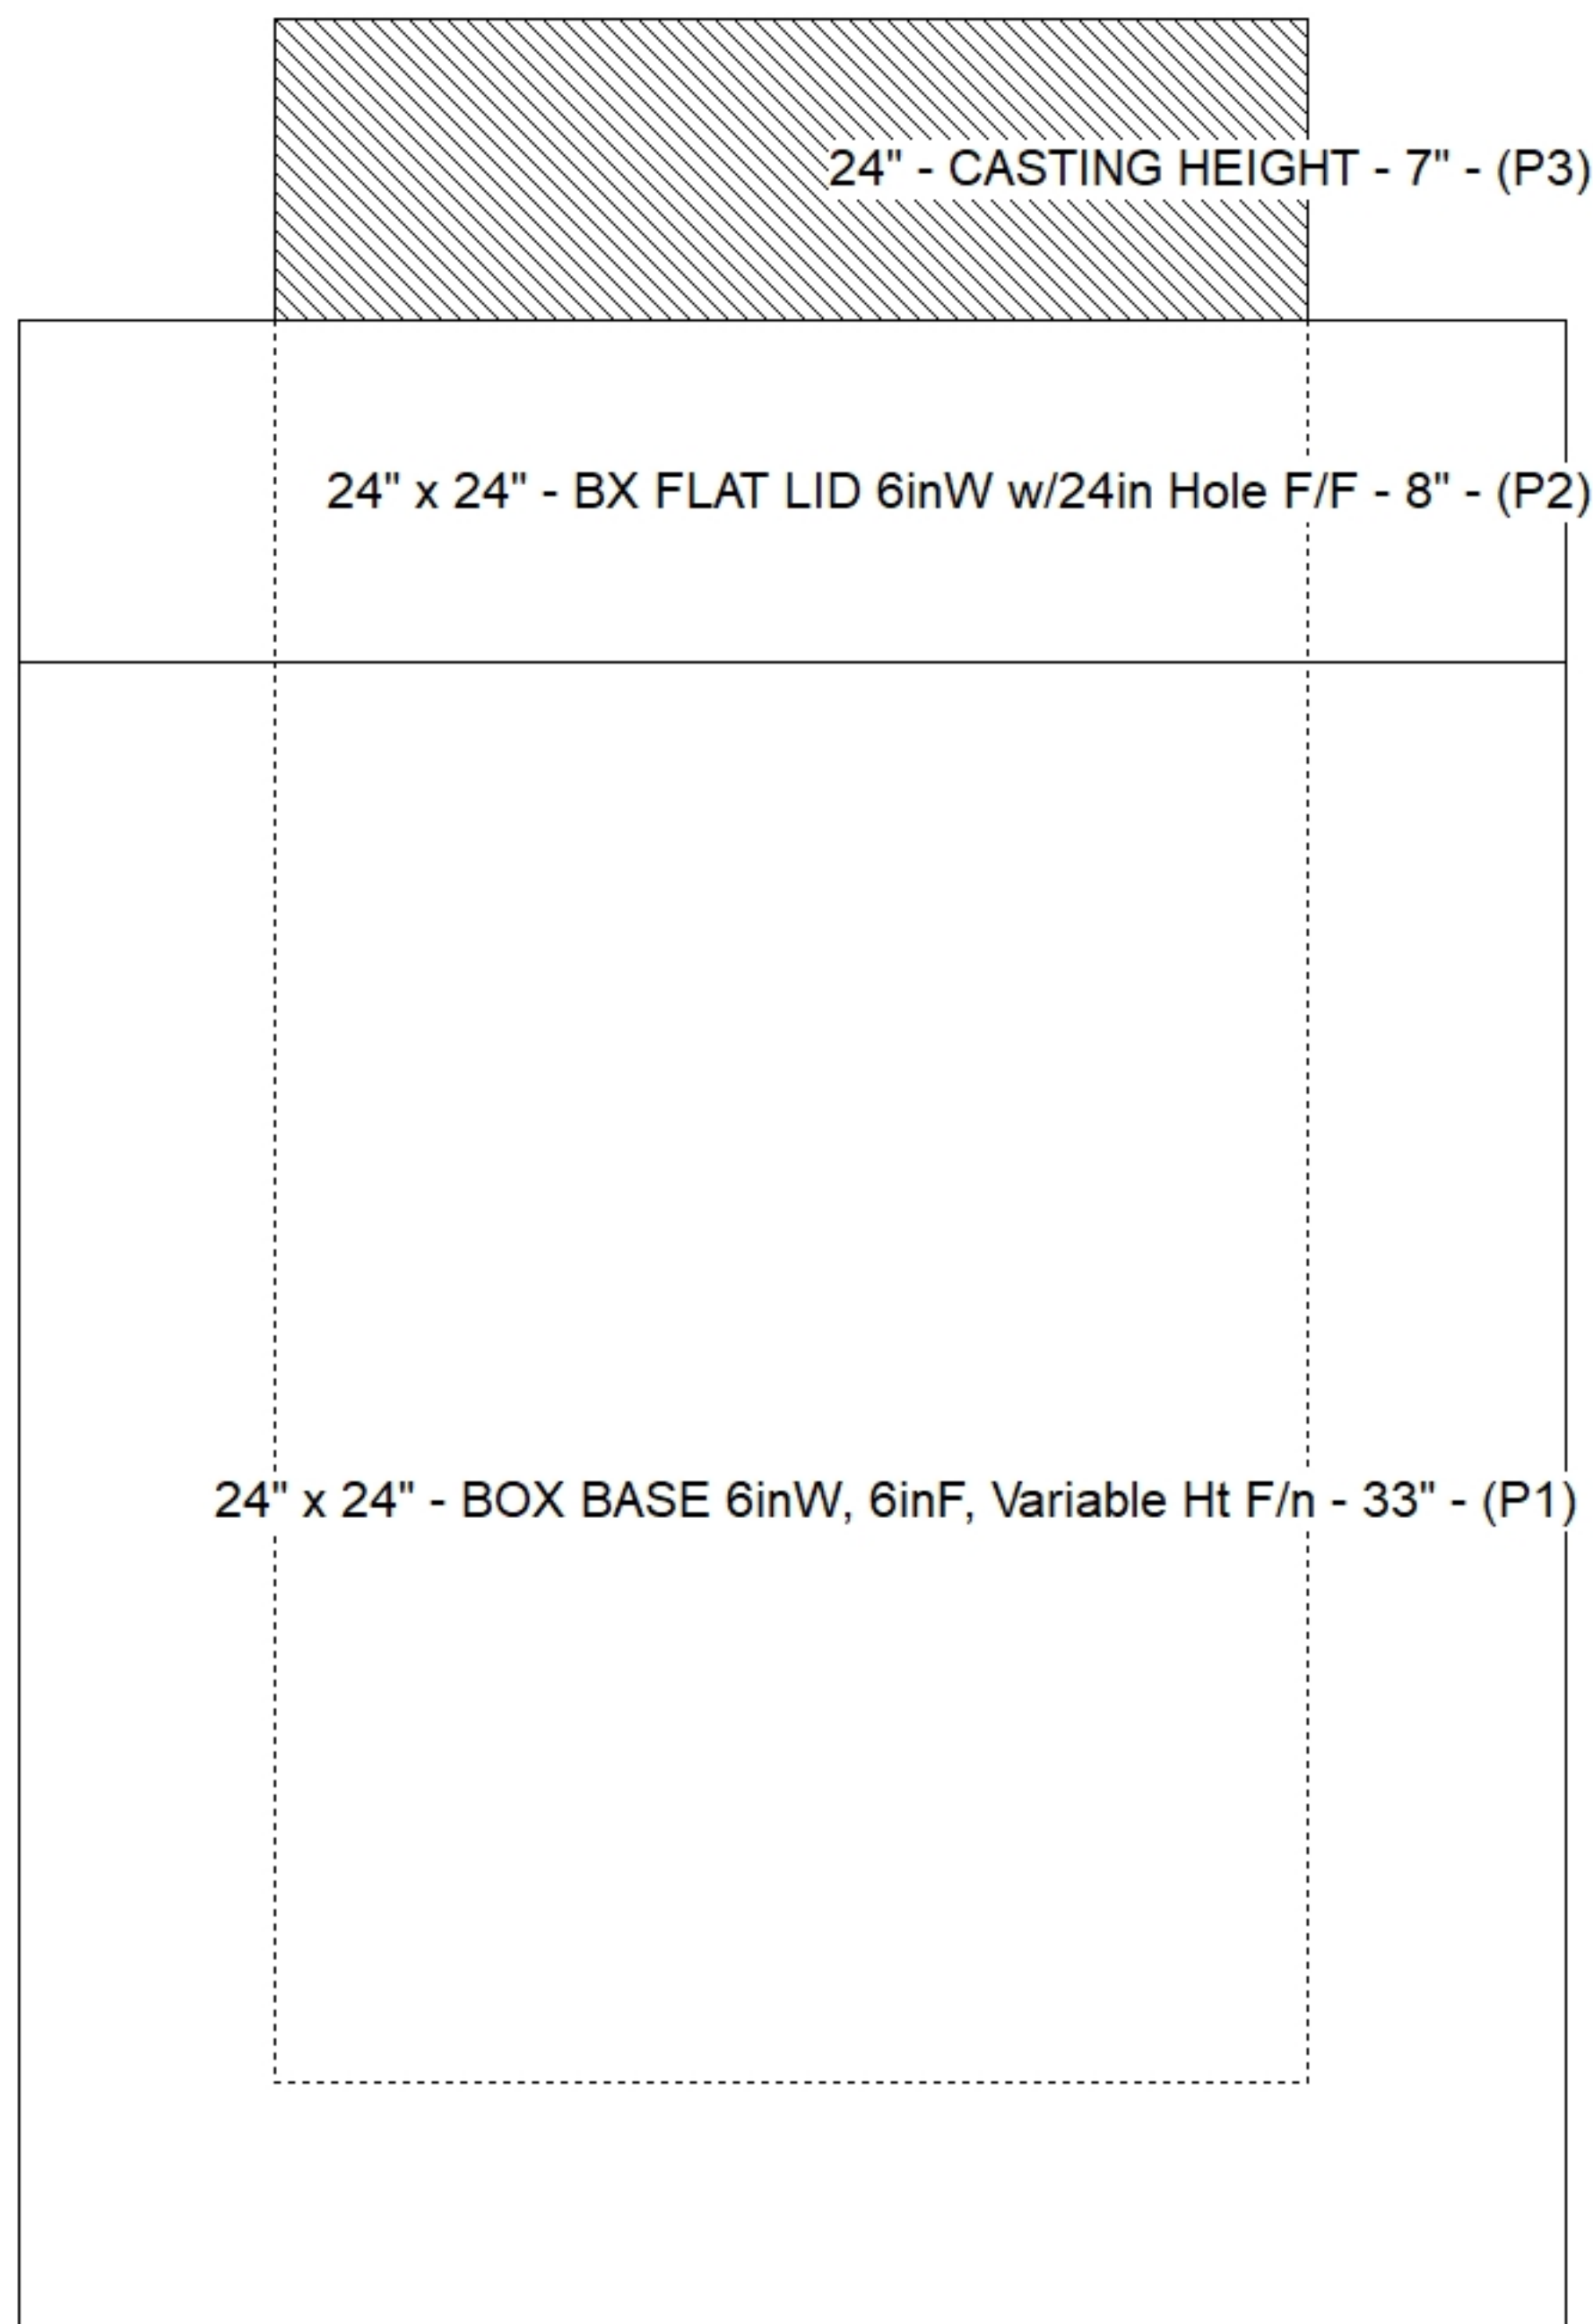 24" - CASTING HEIGHT - 7" - (P3)
24" x 24" - BX FLAT LID 6inW w/24in Hole F/F - 8" - (P2)
24" x 24" - BOX BASE 6inW, 6inF, Variable Ht F/n - 33" - (P1)